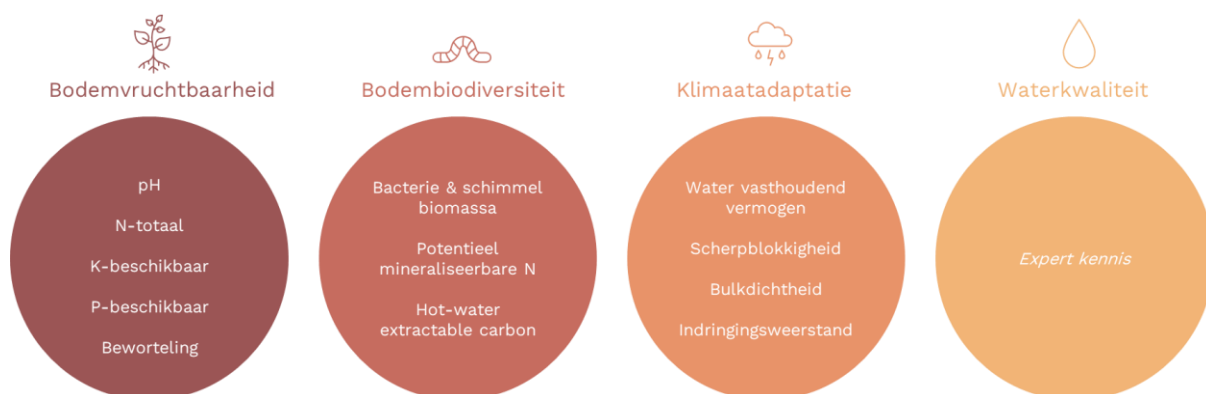 Bodemvruchtbaarheid
pH
N-totaal
K-beschikbaar
P-beschikbaar
Beworteling
Bodembiodiversiteit
Bacterie & schimmel
biomassa
Potentieel
mineraliseerbare N
Hot-water
extractable carbon
Klimaatadaptatie
Water vasthoudend
vermogen
Scherpblokkigheid
Bulkdichtheid
Indringingsweerstand
Waterkwaliteit
Expert kennis